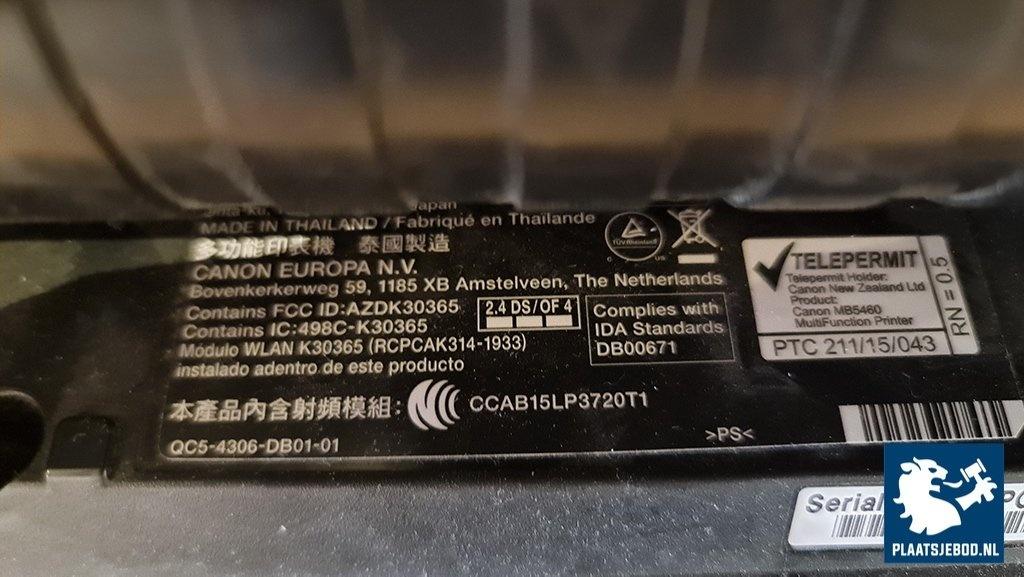 Japan
MADE IN THAILAND / Fabriqué en Thaïlande
多功能印表機 泰國製造
CANON EUROPA N.V.
Bovenkerkerweg 59, 1185 XB Amstelveen, The Netherlands
Contains FCC ID:AZDK30365
Contains IC:498C-K30365
2.4 DS/OF 4
Módulo WLAN K30365 (RCPCAK314-1933)
instalado adentro de este producto
Complies with
IDA Standards
DB00671
本產品內含射頻模組:
CCAB15LP3720T1
QC5-4306-DB01-01
>PS<
TÜVRheinland
C US
TELEPERMIT
Telepermit Holder:
Canon New Zealand Ltd
Product:
Canon MB5460
MultiFunction Printer
PTC 211/15/043
RN = 0.5
Serial
PLAATSJEBOD.NL